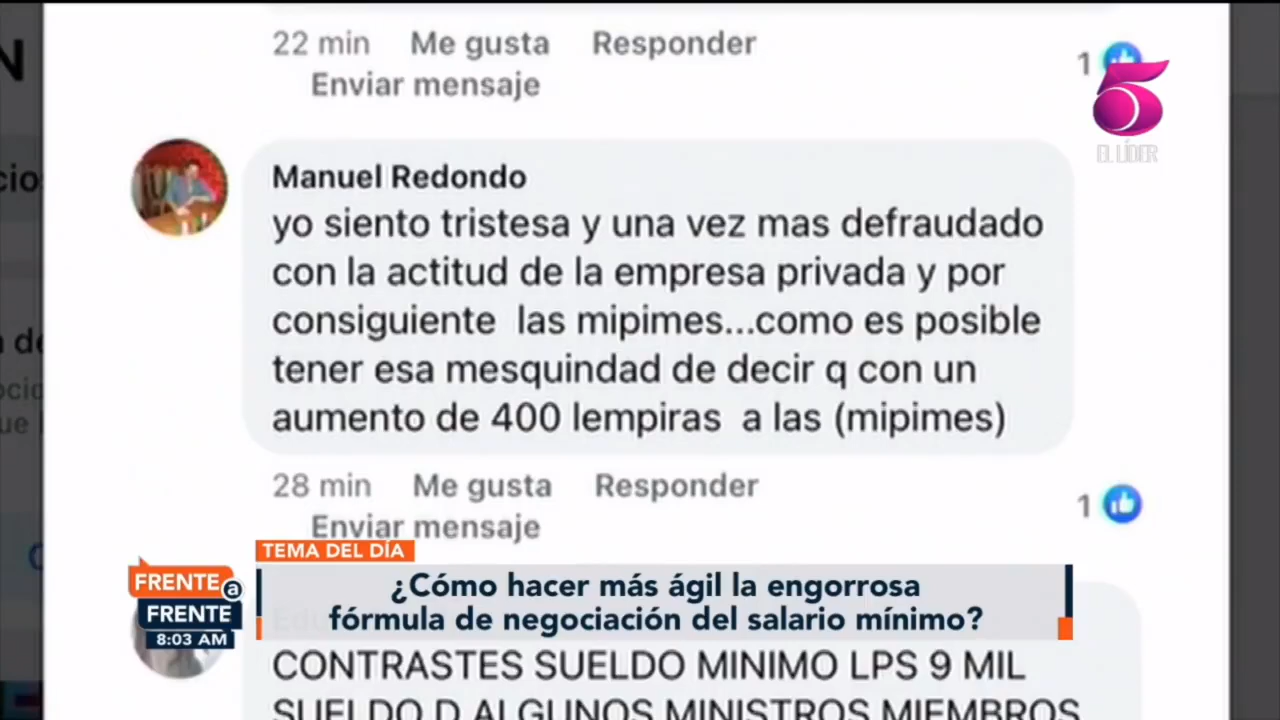 22 min Me gusta Responder
1
Enviar mensaje
5
EL LÍDER
Manuel Redondo
yo siento tristesa y una vez mas defraudado
con la actitud de la empresa privada y por
consiguiente las mipimes...como es posible
tener esa mesquindad de decir q con un
aumento de 400 lempiras a las (mipimes)
28 min Me gusta Responder
1
Enviar mensaje
TEMA DEL DÍA
FRENTE a
FRENTE
8:03 AM
¿Cómo hacer más ágil la engorrosa
fórmula de negociación del salario mínimo?
CONTRASTES SUELDO MINIMO LPS 9 MIL
SUELDO D ALGUNOS MINISTROS MIEMBROS